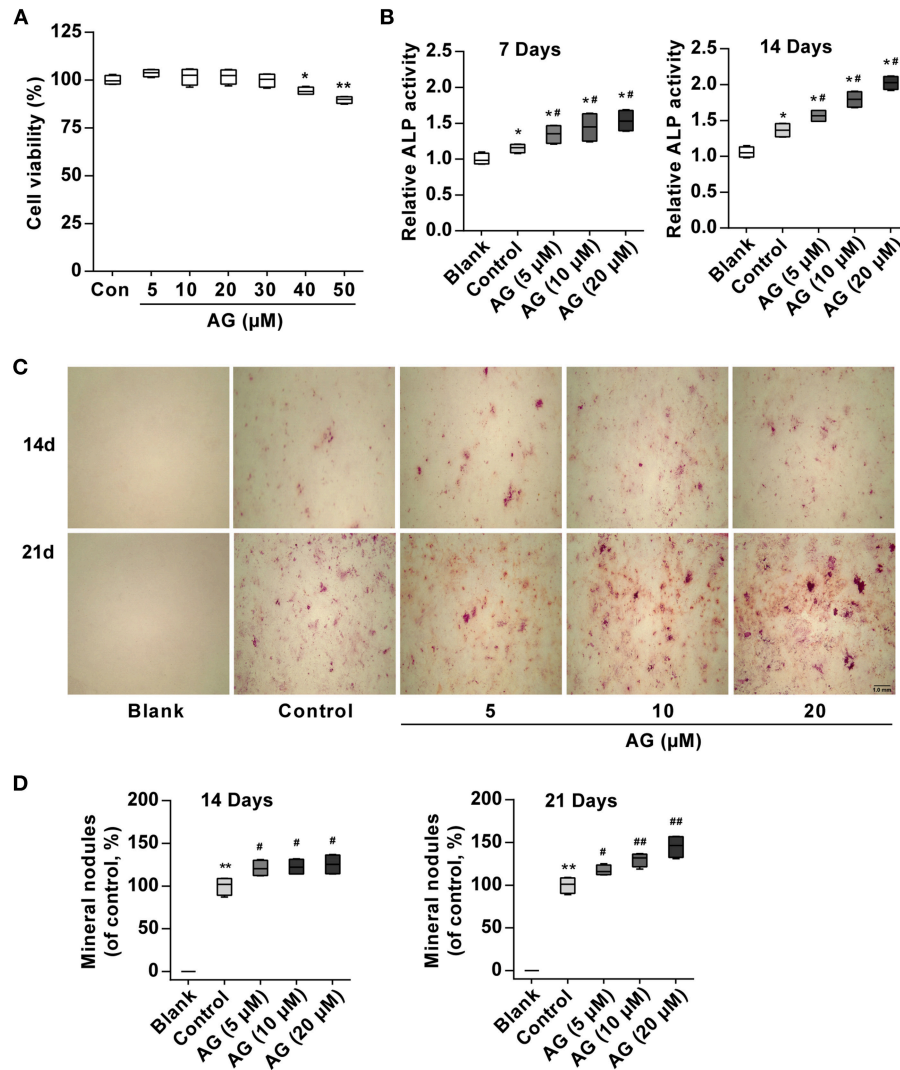 A
Cell viability (%)
125
100
75
50
25
0
*
**
Con 5 10 20 30 40 50
AG (µM)
B
7 Days
Relative ALP activity
2.5
2.0
1.5
1.0
0.5
0.0
*
*#
*#
*#
Blank
Control
AG (5 µM)
AG (10 µM)
AG (20 µM)
14 Days
Relative ALP activity
2.5
2.0
1.5
1.0
0.5
0.0
*
*#
*#
*#
Blank
Control
AG (5 µM)
AG (10 µM)
AG (20 µM)
C
14d
21d
1.0 mm
Blank Control 5 10 20
AG (µM)
D
14 Days
Mineral nodules
(of control, %)
200
150
100
50
0
**
#
#
#
Blank
Control
AG (5 µM)
AG (10 µM)
AG (20 µM)
21 Days
Mineral nodules
(of control, %)
200
150
100
50
0
**
#
##
##
Blank
Control
AG (5 µM)
AG (10 µM)
AG (20 µM)